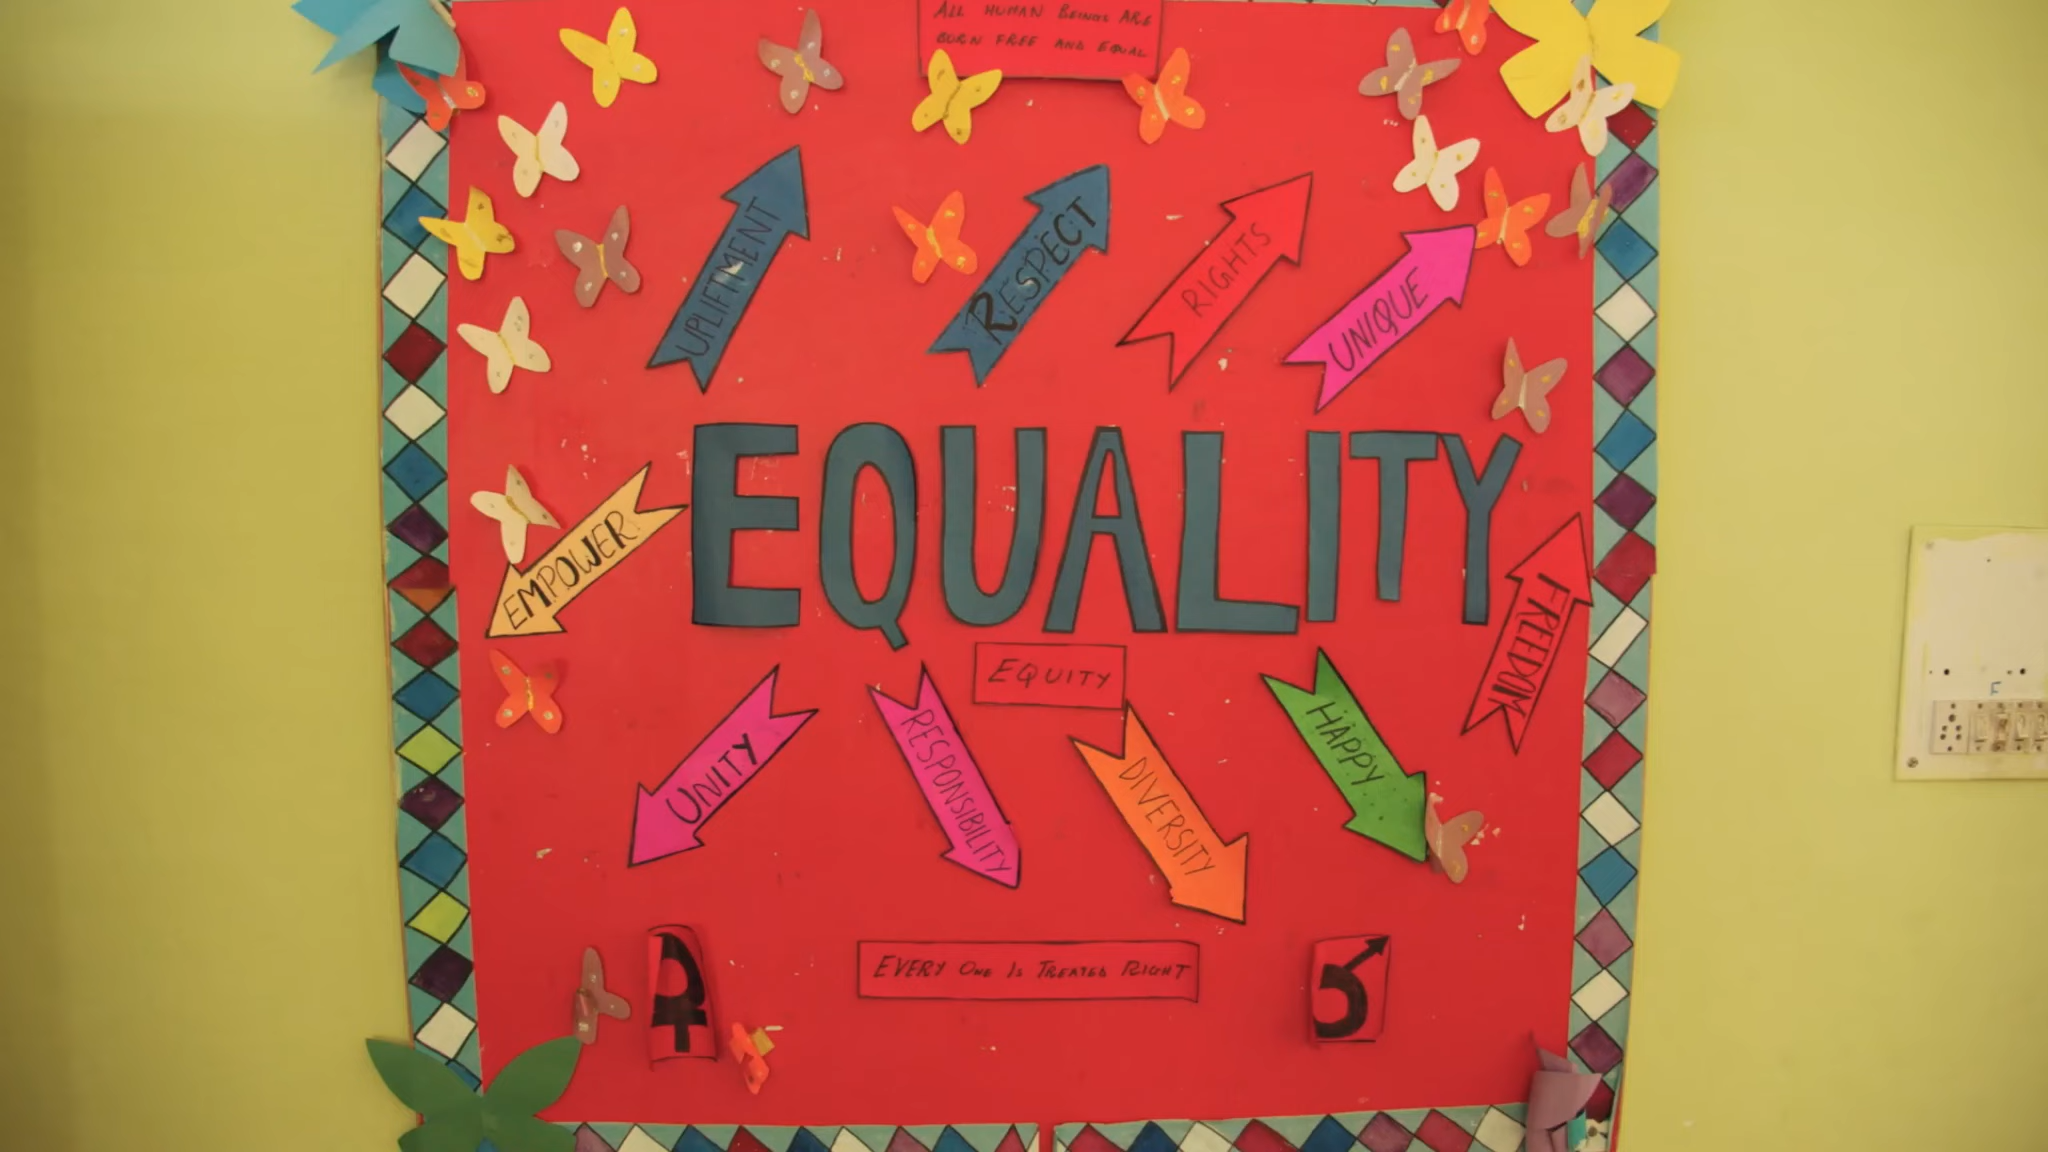 ALL HUMAN BEINGS ARE
BORN FREE AND EQUAL
UPLIFTMENT
RESPECT
RIGHTS
UNIQUE
EQUALITY
EMPOWER
FREEDOM
EQUITY
UNITY
RESPONSIBILITY
DIVERSITY
HAPPY
EVERY ONE IS TREATED RIGHT